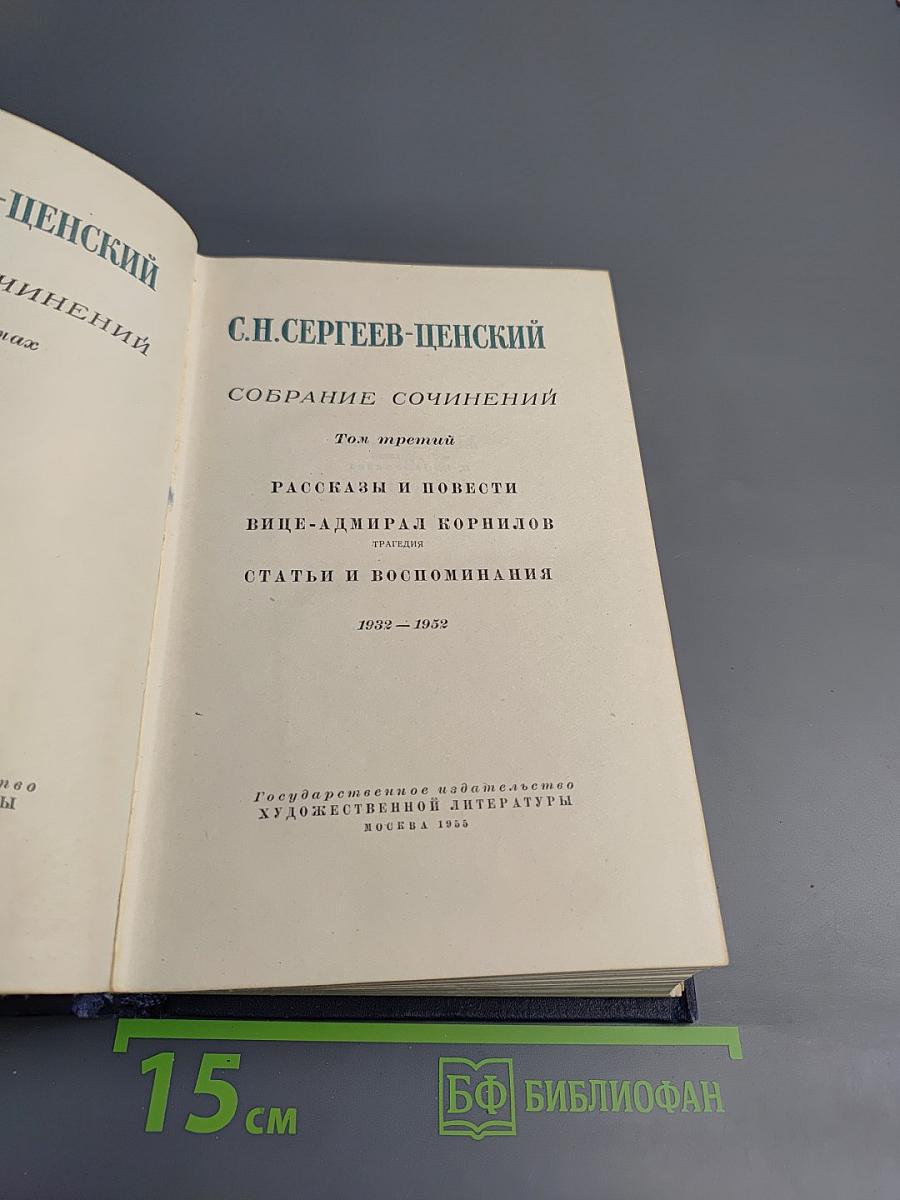 -ЦЕНСКИЙ
ЧИНЕНИЙ
С.Н.СЕРГЕЕВ-ЦЕНСКИЙ
СОБРАНИЕ СОЧИНЕНИЙ
Том третий
РАССКАЗЫ И ПОВЕСТИ
ВИЦЕ-АДМИРАЛ КОРНИЛОВ
ТРАГЕДИЯ
СТАТЬИ И ВОСПОМИНАНИЯ
1932—1952
Государственное издательство
ХУДОЖЕСТВЕННОЙ ЛИТЕРАТУРЫ
МОСКВА 1955
15 СМ
БФ БИБЛИОФАН